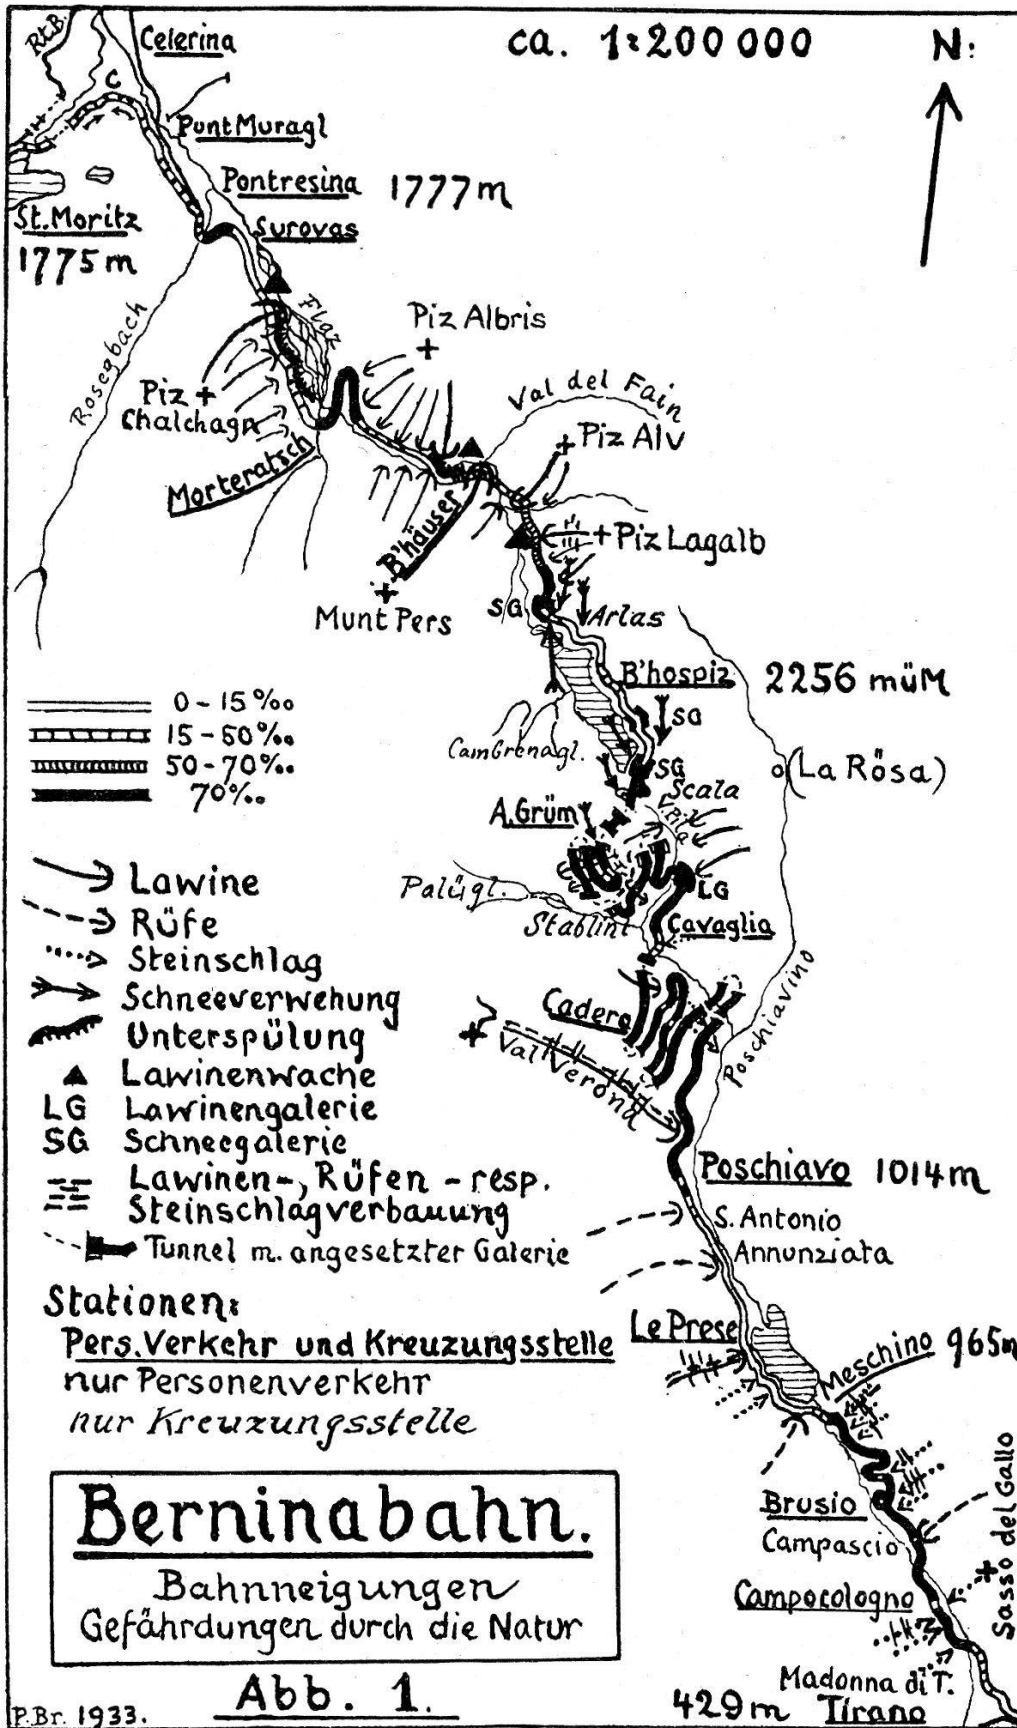 Rt.B.
Celerina
ca. 1:200 000
N:
C
Punt Muragl
Pontresina 1777m
St. Moritz
1775m
Surovas
Flaz
Rosegbach
Piz Albris
Piz
Chalchagn
Val del Fain
Piz Alv
Morteratsch
B'häuser
Piz Lagalb
Munt Pers
SG
Arlas
B'hospiz 2256 müM
SG
CamGrenagl.
SG
(La Rösa)
Scala
A.Grüm
LG
Palügl.
Stablini
Cavaglia
Cadera
Poschiavino
Val Verona
Poschiavo 1014m
S. Antonio
Annunziata
Le Prese
Meschino 965m
Brusio
Campascio
Sasso del Gallo
Campocologno
Madonna di T.
429m Tirano
0-15‰
15-50‰
50-70‰
70‰
Lawine
Rüfe
Steinschlag
Schneeverwehung
Unterspülung
Lawinenwache
LG Lawinengalerie
SG Schneegalerie
Lawinen-, Rüfen-resp.
Steinschlagverbauung
Tunnel m. angesetzter Galerie
Stationen:
Pers. Verkehr und Kreuzungsstelle
nur Personenverkehr
nur Kreuzungsstelle
Berninabahn.
Bahnneigungen
Gefährdungen durch die Natur
Abb. 1.
P.Br. 1933.